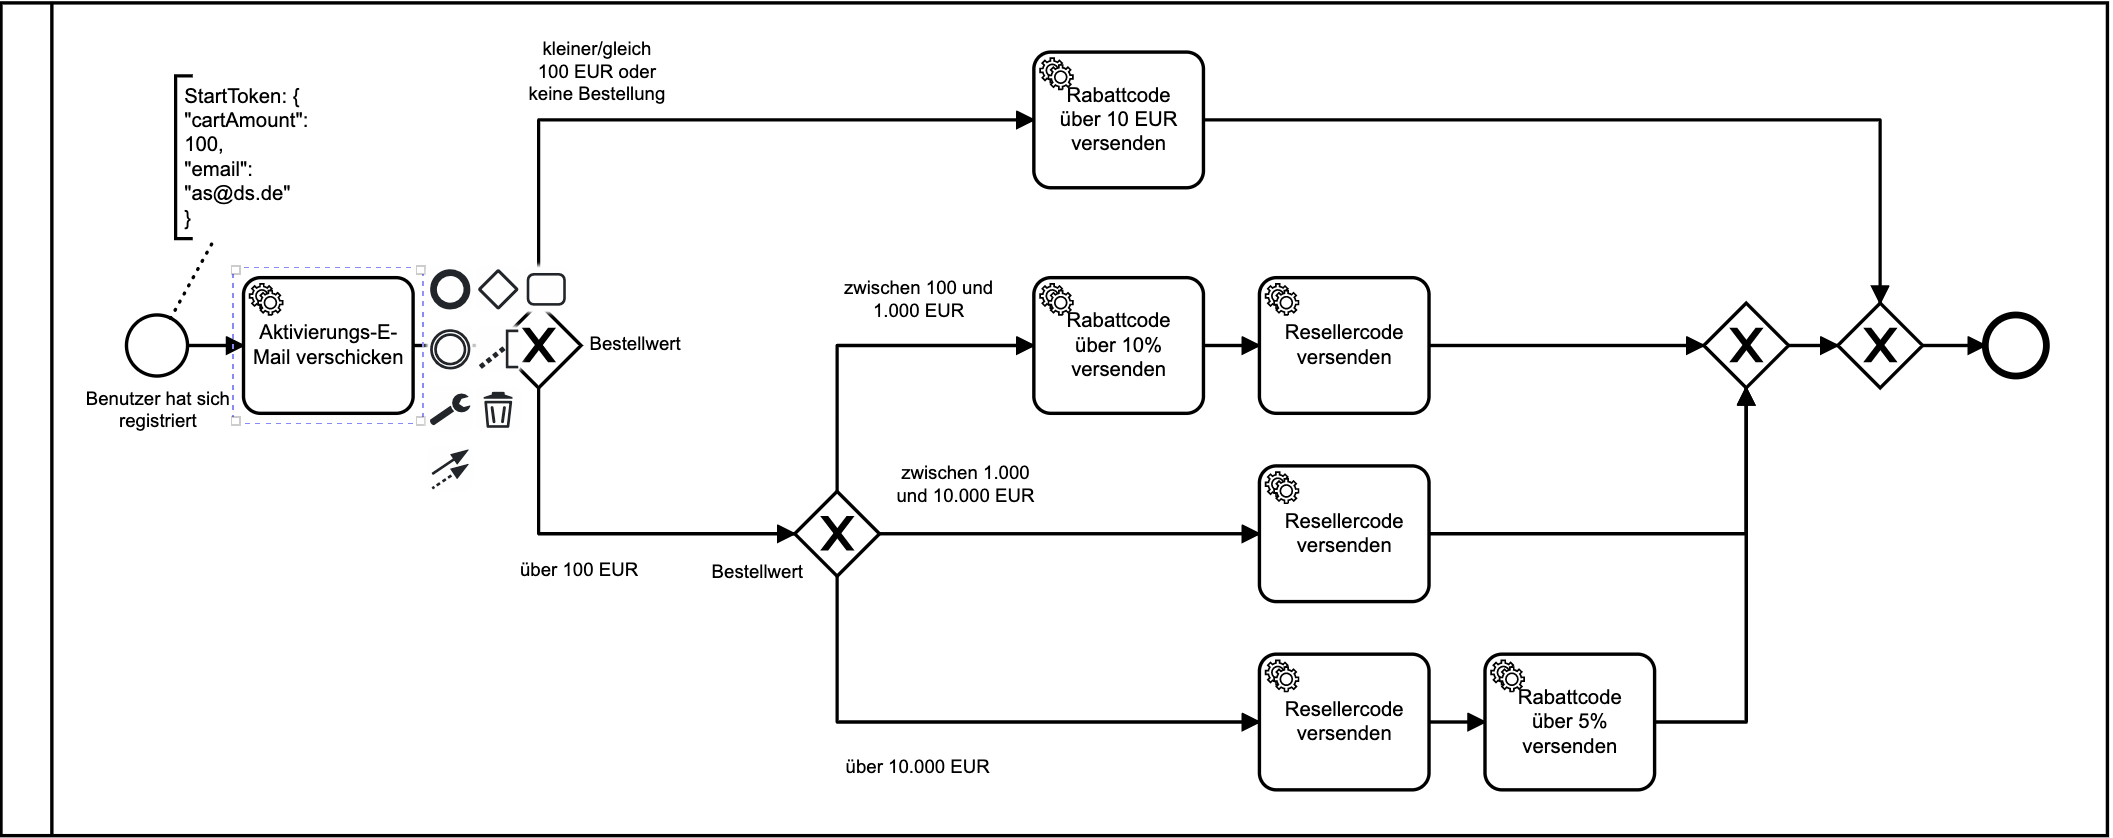 StartToken: {
"cartAmount":
100,
"email":
"as@ds.de"
}
Benutzer hat sich
registriert
Aktivierungs-E-
Mail verschicken
kleiner/gleich
100 EUR oder
keine Bestellung
X
Bestellwert
über 100 EUR
Rabattcode
über 10 EUR
versenden
X
Bestellwert
zwischen 100 und
1.000 EUR
Rabattcode
über 10%
versenden
Resellercode
versenden
zwischen 1.000
und 10.000 EUR
Resellercode
versenden
über 10.000 EUR
Resellercode
versenden
Rabattcode
über 5%
versenden
X
X